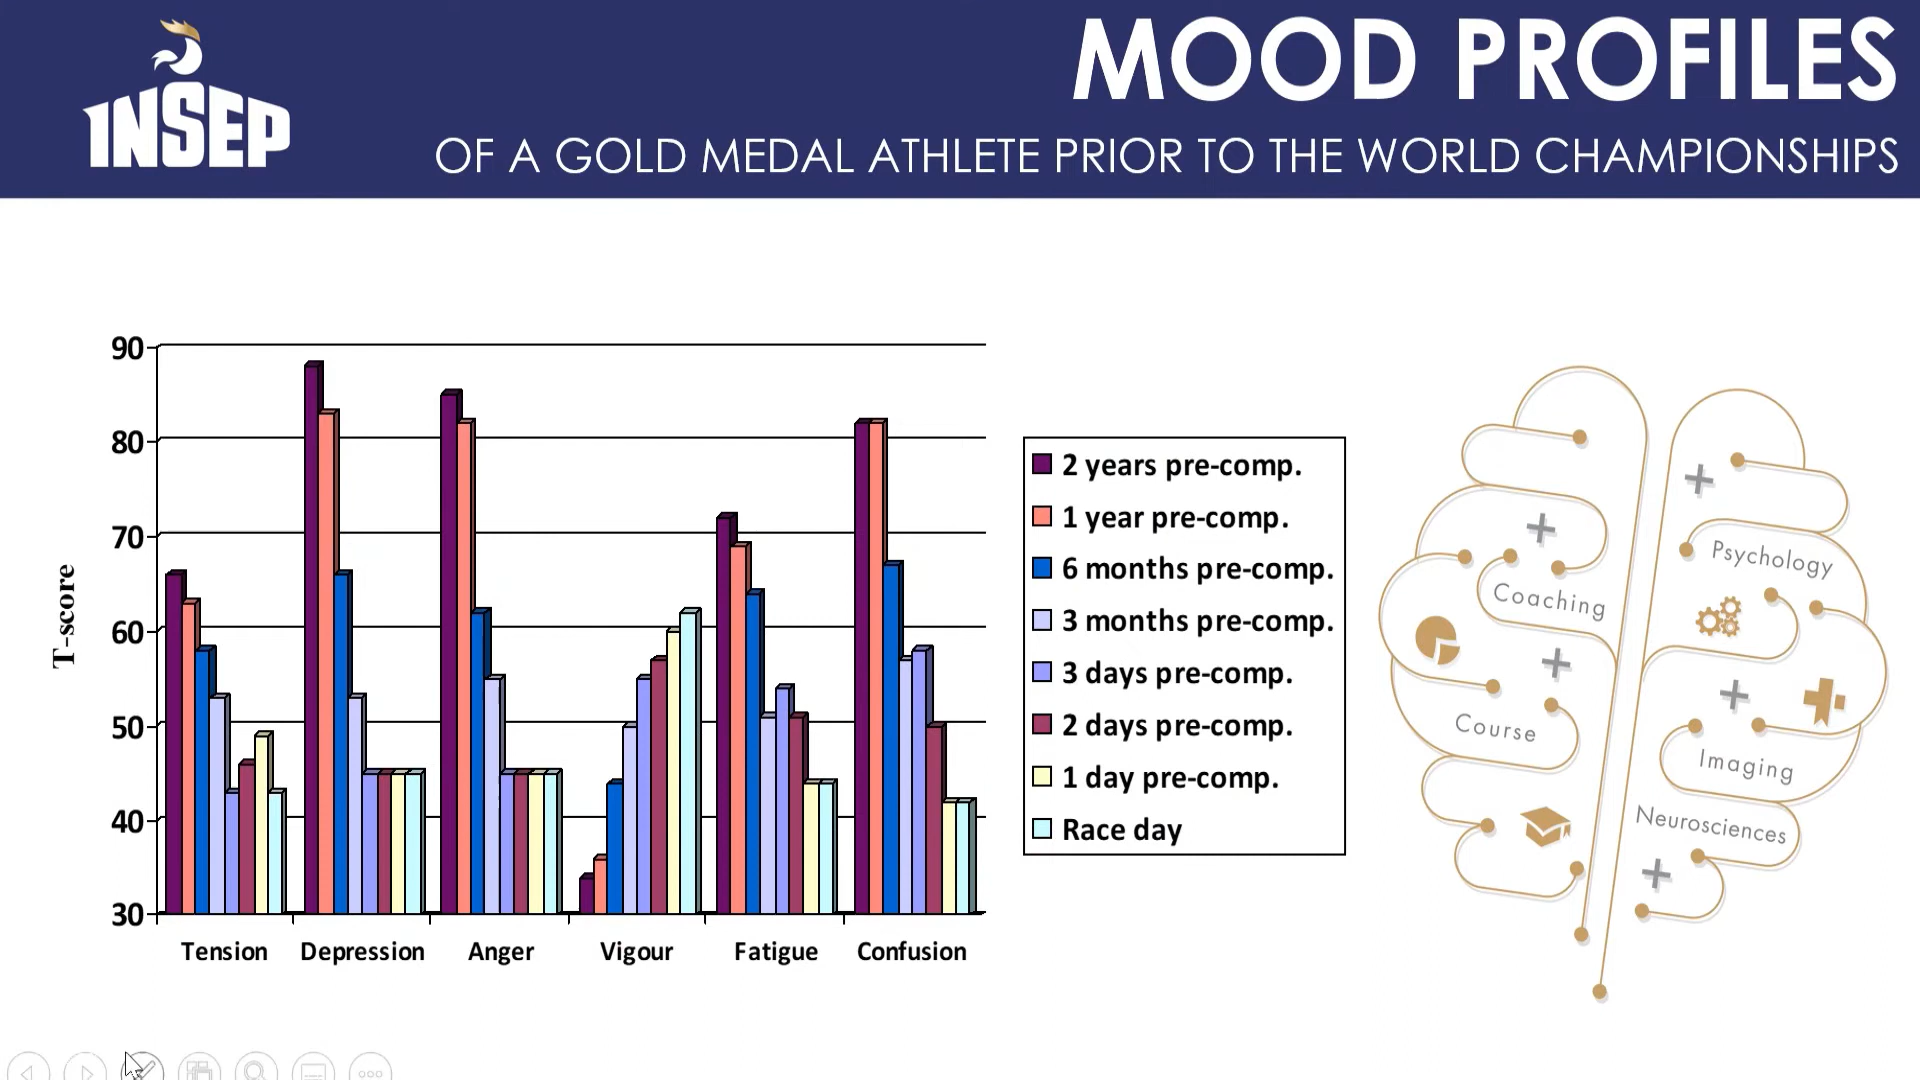 INSEP
MOOD PROFILES
OF A GOLD MEDAL ATHLETE PRIOR TO THE WORLD CHAMPIONSHIPS
T-score
90
80
70
60
50
40
30
Tension
Depression
Anger
Vigour
Fatigue
Confusion
2 years pre-comp.
1 year pre-comp.
6 months pre-comp.
3 months pre-comp.
3 days pre-comp.
2 days pre-comp.
1 day pre-comp.
Race day
Coaching
Course
Psychology
Imaging
Neurosciences